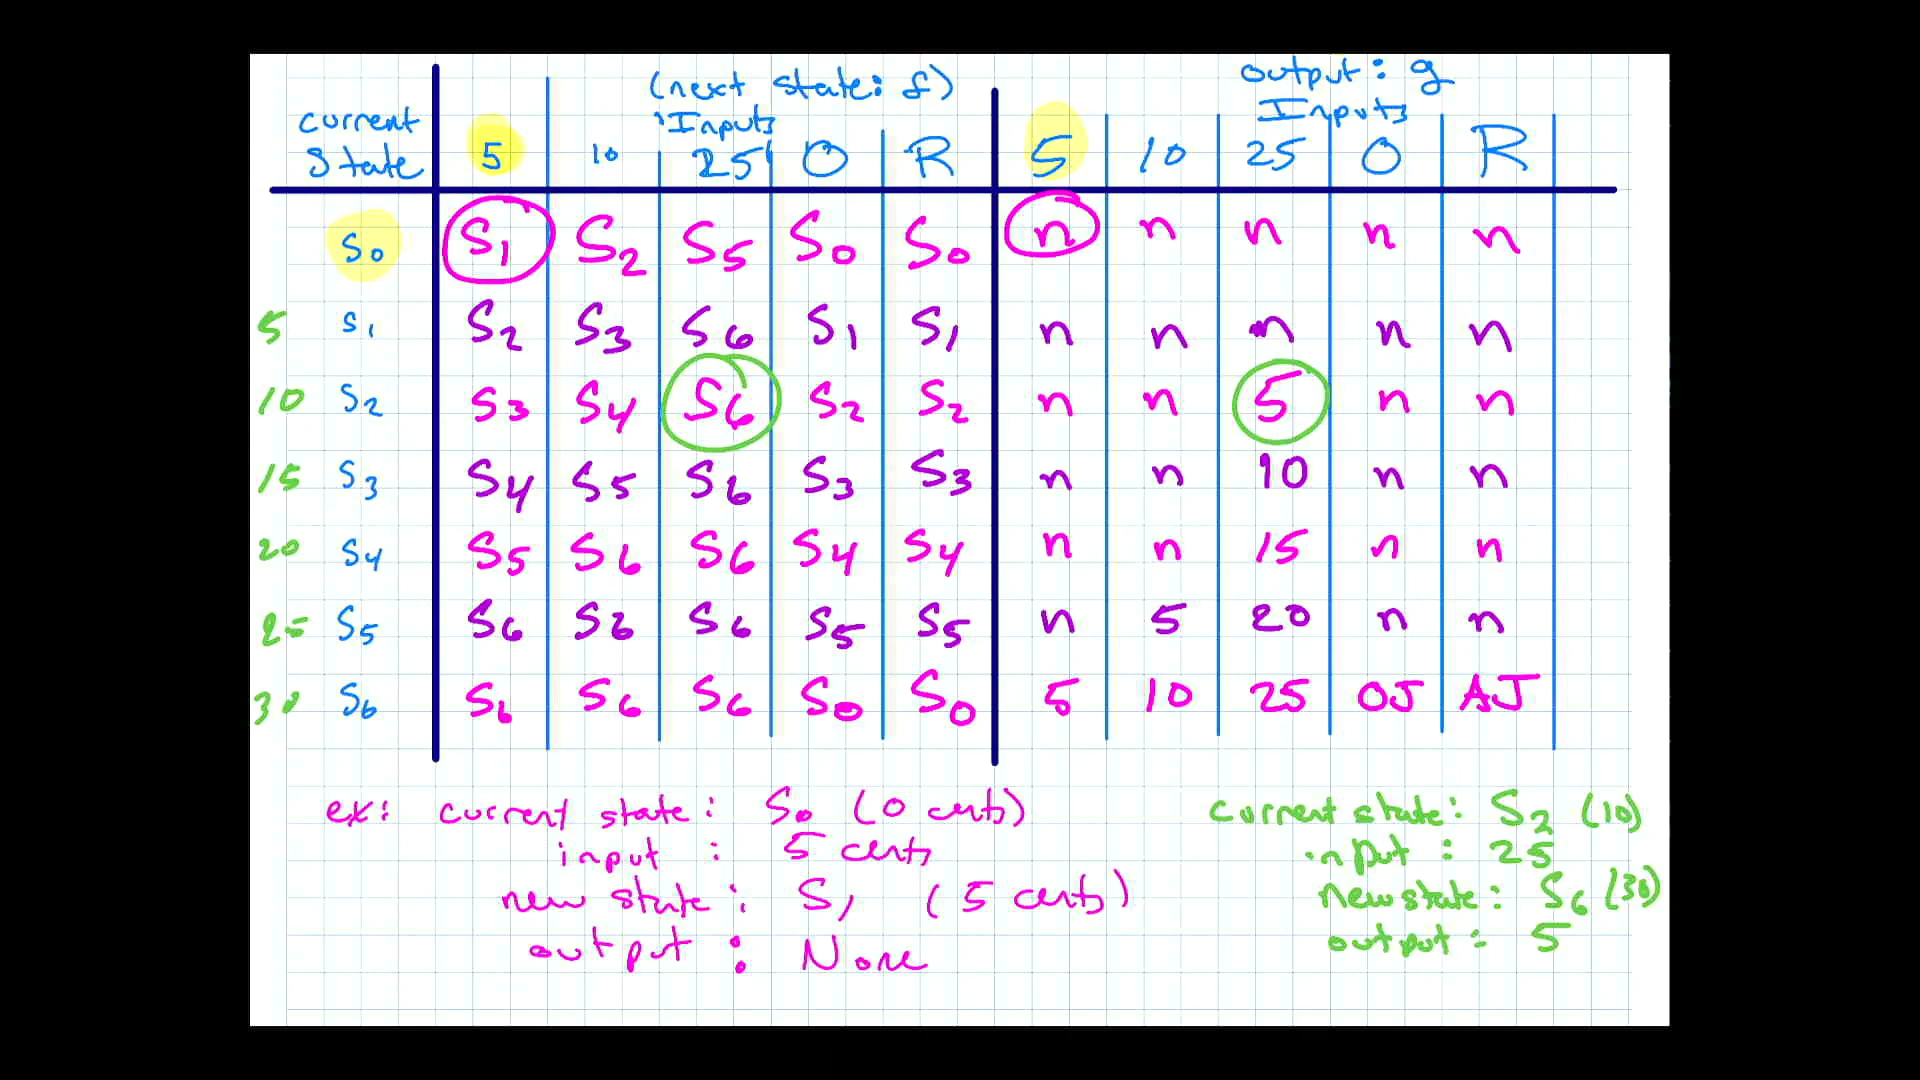 (next state: f) output: g
current Inputs Inputs
State 5 10 25 O R 5 10 25 O R
S0 S1 S2 S5 S0 S0 n n n n n
5 S1 S2 S3 S6 S1 S1 n n n n n
10 S2 S3 S4 S6 S2 S2 n n 5 n n
15 S3 S4 S5 S6 S3 S3 n n 10 n n
20 S4 S5 S6 S6 S4 S4 n n 15 n n
25 S5 S6 S6 S6 S5 S5 n 5 20 n n
30 S6 S6 S6 S6 S0 S0 5 10 25 OJ AJ
ex: current state: S0 (0 cents)
input : 5 cents
new state: S1 (5 cents)
output : None
current state: S2 (10)
input : 25
new state: S6 (30)
output: 5